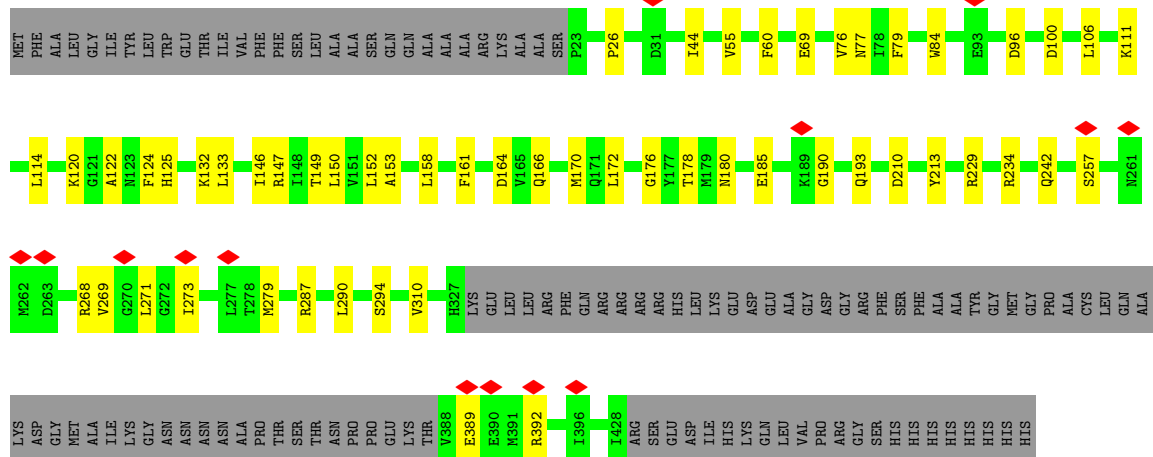 MET PHE ALA LEU GLY ILE TYR LEU TRP GLU THR ILE VAL PHE PHE SER LEU ALA ALA SER GLN GLN ALA ALA ALA ARG LYS ALA ALA SER P23 P26 D31 I44 V55 F60 E69 V76 N77 I78 F79 W84 E93 D96 D100 L106 K111
L114 K120 G121 A122 N123 F124 H125 K132 L133 I146 R147 I148 T149 L150 V151 L152 A153 L158 F161 D164 V165 Q166 M170 Q171 L172 G176 Y177 T178 M179 N180 E185 K189 G190 Q193 D210 Y213 R229 R234 Q242 S257 N261
M262 D263 R268 V269 G270 L271 G272 I273 L277 T278 M279 R287 L290 S294 V310 H327 LYS GLU LEU LEU ARG PHE GLN ARG ARG ARG ARG HIS LEU LYS GLU ASP GLU ALA GLY ASP GLY ARG PHE SER PHE ALA ALA TYR GLY MET GLY PRO ALA CYS LEU GLN ALA
LYS ASP GLY MET ALA ILE LYS GLY ASN ASN ASN ASN ALA PRO THR SER THR ASN PRO PRO GLU LYS THR V388 E389 E390 M391 R392 I396 I428 ARG SER GLU ASP ILE HIS LYS GLN LEU VAL PRO ARG GLY SER HIS HIS HIS HIS HIS HIS HIS HIS